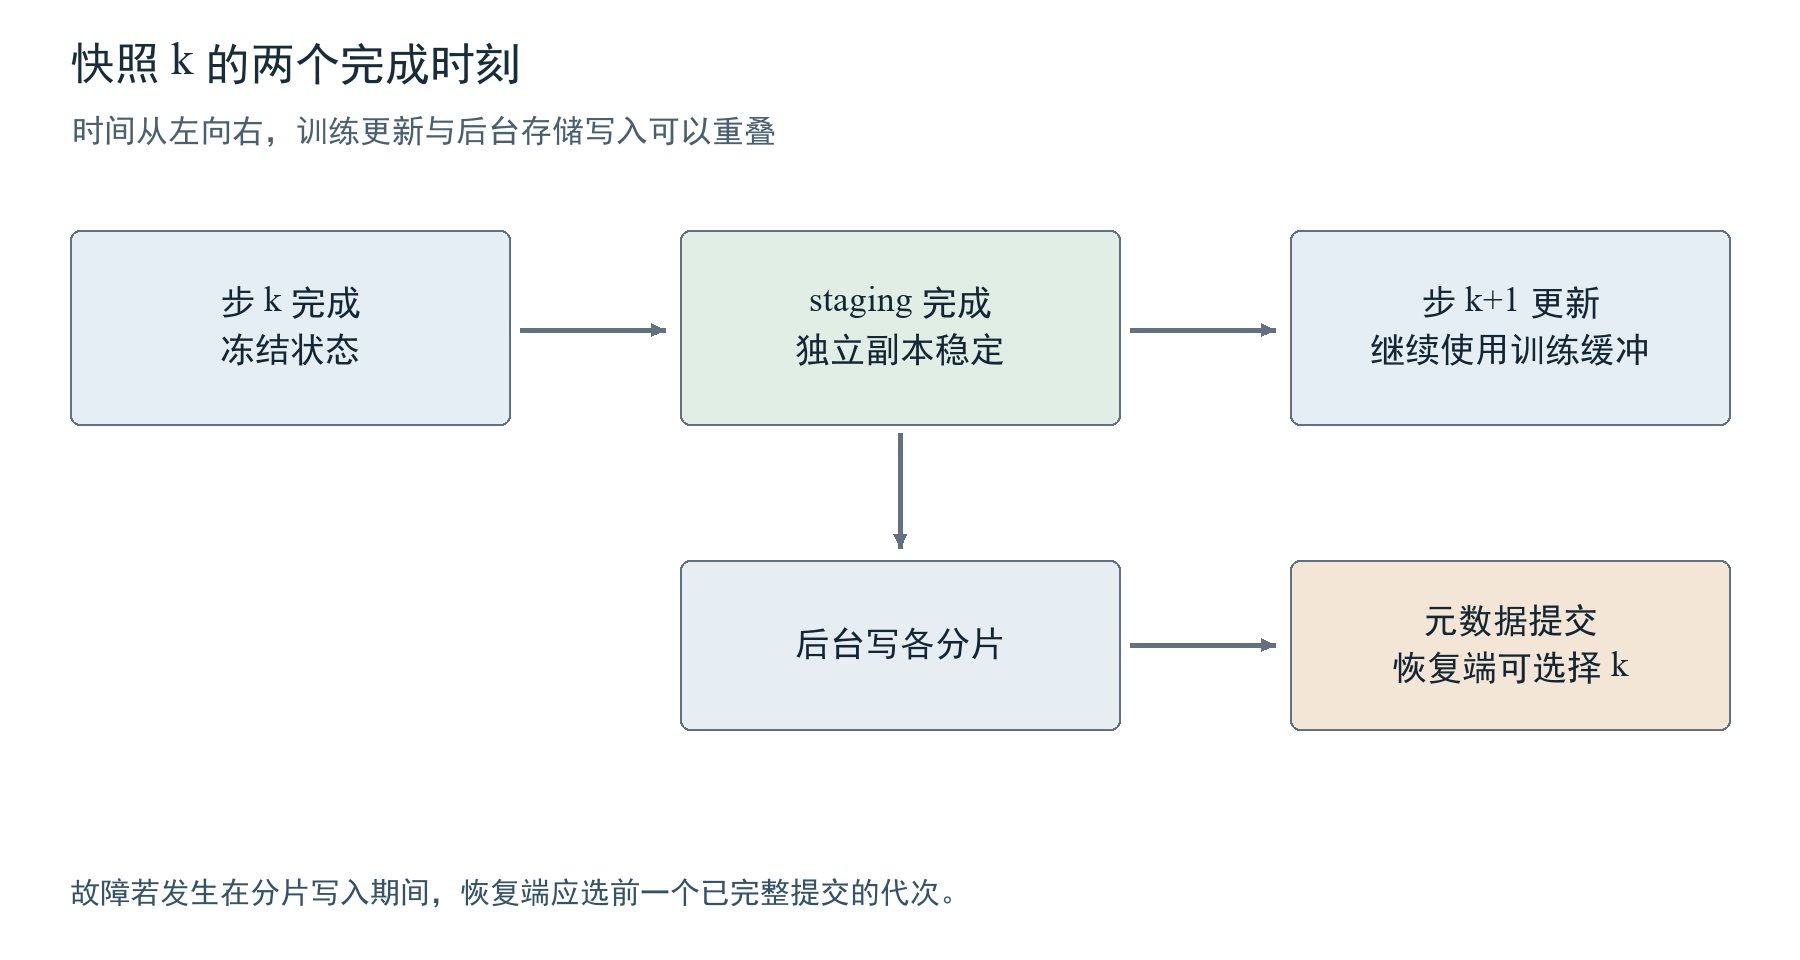 快照 k 的两个完成时刻
时间从左向右，训练更新与后台存储写入可以重叠
步 k 完成
冻结状态
staging 完成
独立副本稳定
步 k+1 更新
继续使用训练缓冲
后台写各分片
元数据提交
恢复端可选择 k
故障若发生在分片写入期间，恢复端应选前一个已完整提交的代次。